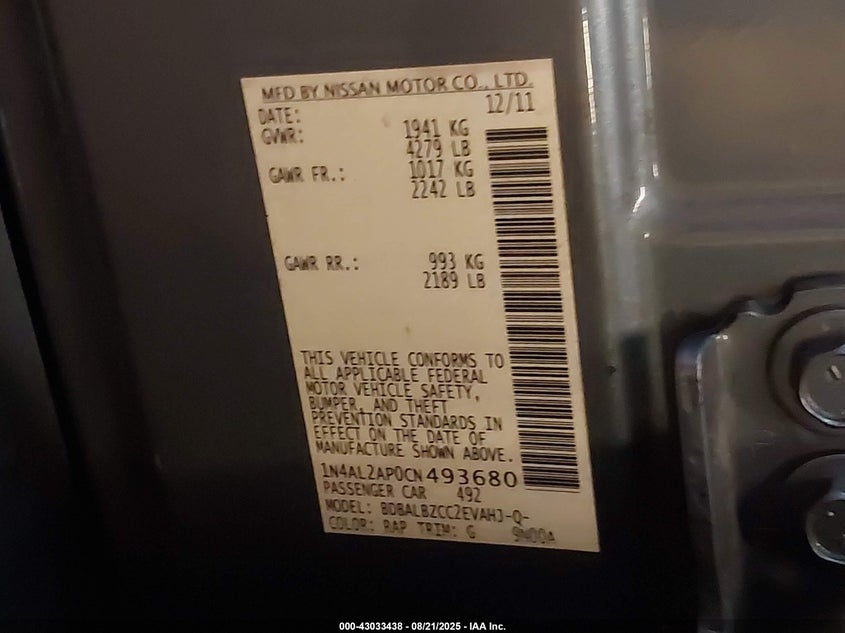 MFD BY NISSAN MOTOR CO., LTD.
DATE: 12/11
GVWR: 1941 KG
4279 LB
GAWR FR.: 1017 KG
2242 LB
GAWR RR.: 993 KG
2189 LB
THIS VEHICLE CONFORMS TO
ALL APPLICABLE FEDERAL
MOTOR VEHICLE SAFETY,
BUMPER, AND THEFT
PREVENTION STANDARDS IN
EFFECT ON THE DATE OF
MANUFACTURE SHOWN ABOVE.
1N4AL2AP0CN493680
PASSENGER CAR 492
MODEL: BDBALBZCC2EVAHJ-Q-
COLOR: RAP TRIM: G 9N00A
000-43033438 - 08/21/2025 - IAA Inc.